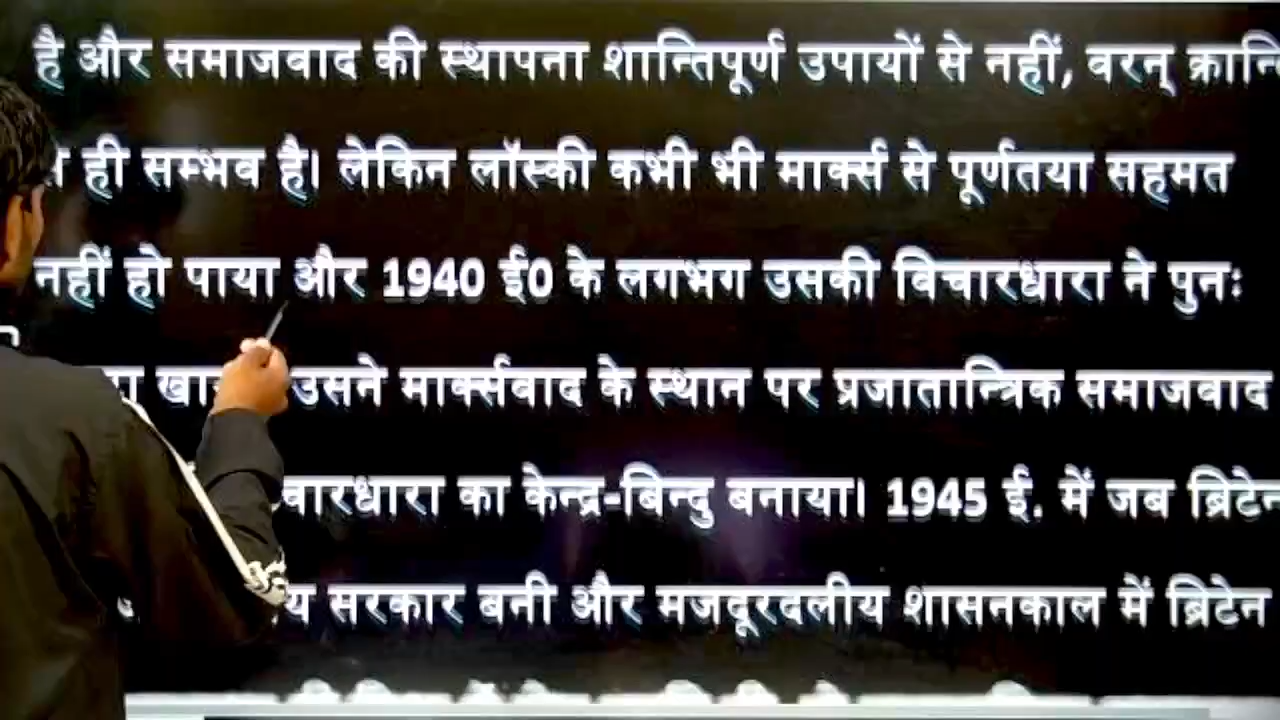 है और समाजवाद की स्थापना शान्तिपूर्ण उपायों से नहीं, वरन्
ही सम्भव है। लेकिन लॉस्की कभी भी मार्क्स से पूर्णतया सहमत
नहीं हो पाया और 1940 ई0 के लगभग उसकी विचारधारा ने पुनः
उसने मार्क्सवाद के स्थान पर प्रजातान्त्रिक समाजवाद
का केन्द्र-बिन्दु बनाया। 1945 ई. में जब ब्रिटेन
सरकार बनी और मजदूरदलीय शासनकाल में ब्रिटेन